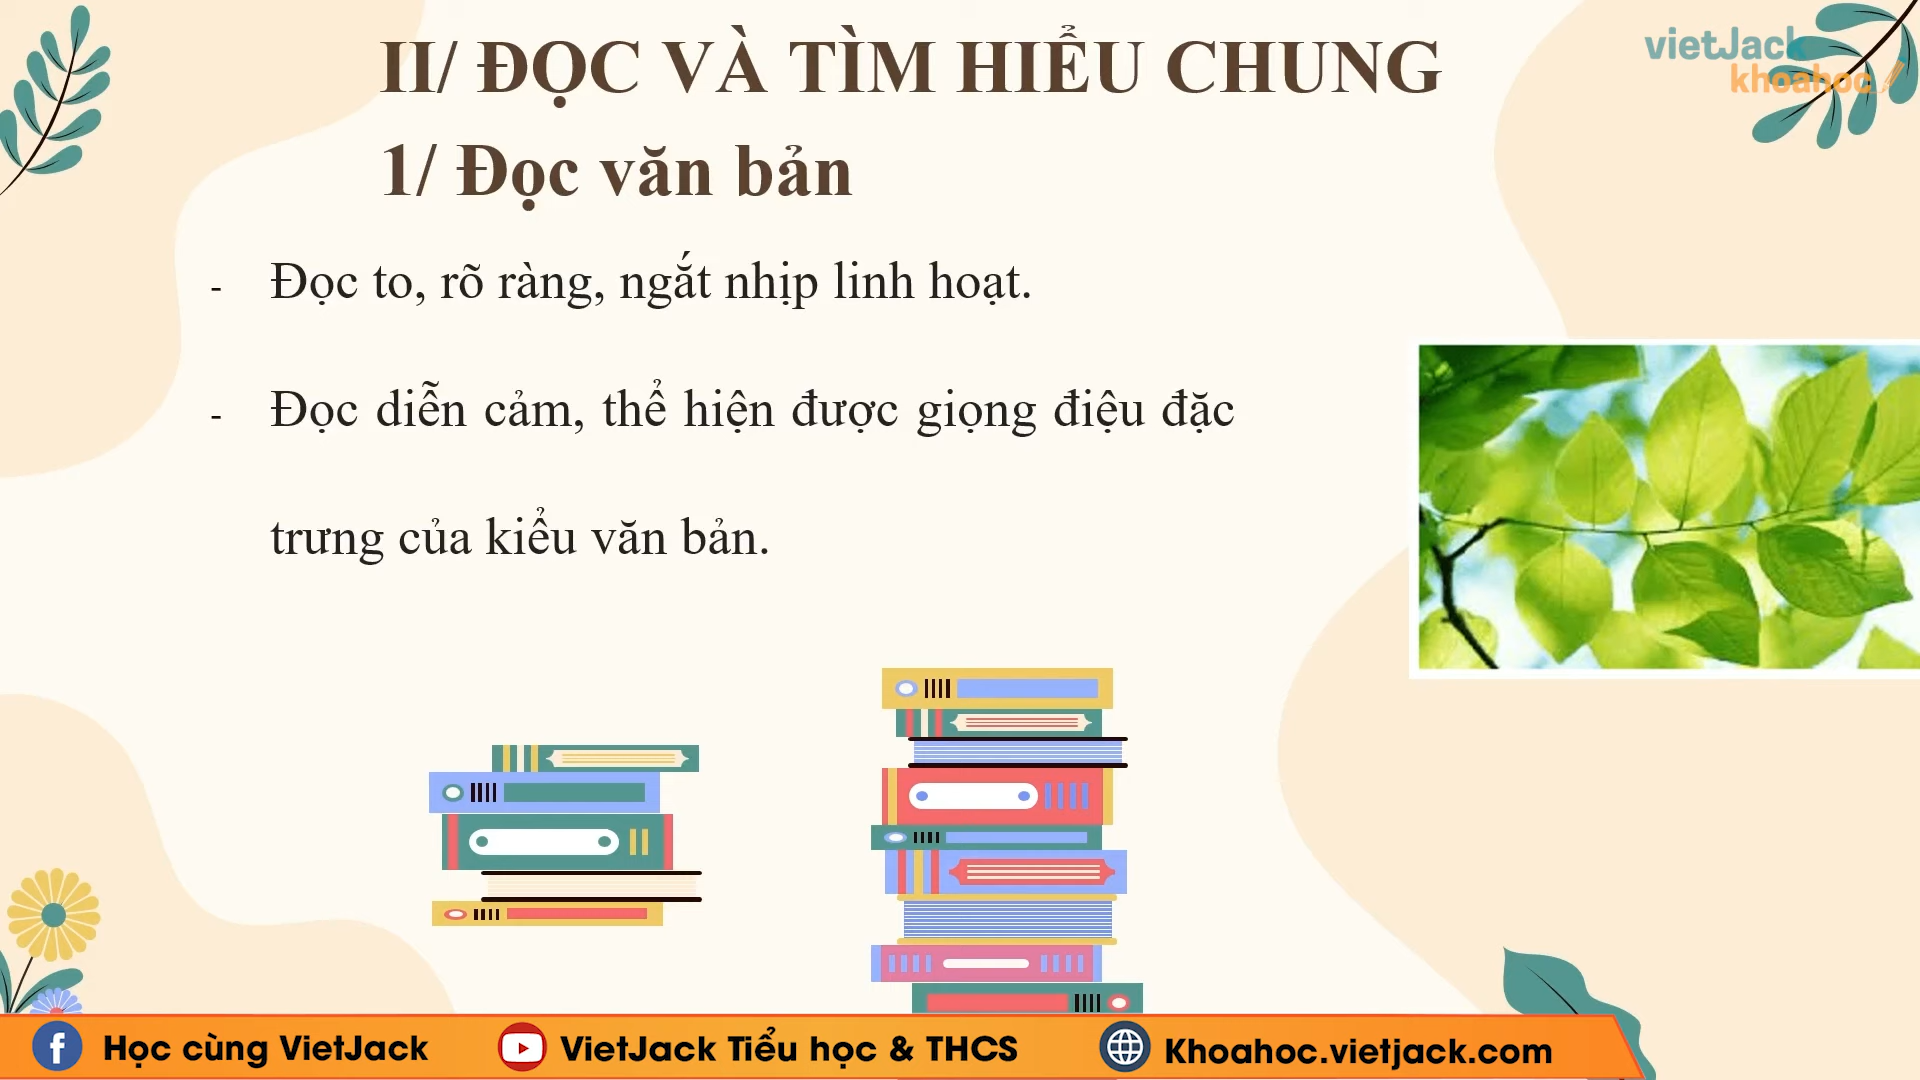 II/ ĐỌC VÀ TÌM HIỂU CHUNG
vietJack
khoahoc
1/ Đọc văn bản
- Đọc to, rõ ràng, ngắt nhịp linh hoạt.
- Đọc diễn cảm, thể hiện được giọng điệu đặc
trưng của kiểu văn bản.
Học cùng VietJack
VietJack Tiểu học & THCS
Khoahoc.vietjack.com